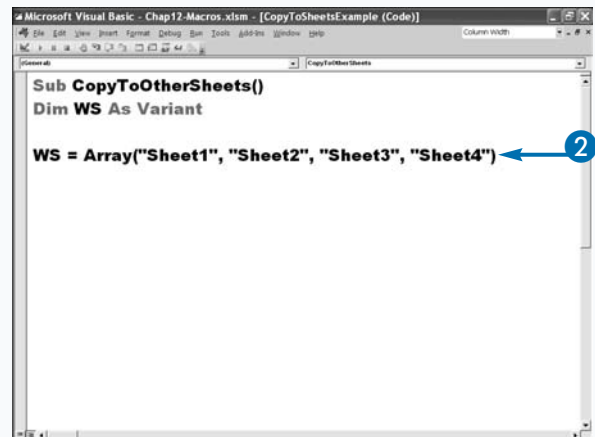 Microsoft Visual Basic - Chap12-Macros.xlsm - [CopyToSheetsExample (Code)]
File Edit View Insert Format Debug Run Tools Add-Ins Window Help
Column Width
(General)
CopyToOtherSheets
Sub CopyToOtherSheets()
Dim WS As Variant
WS = Array("Sheet1", "Sheet2", "Sheet3", "Sheet4")
2